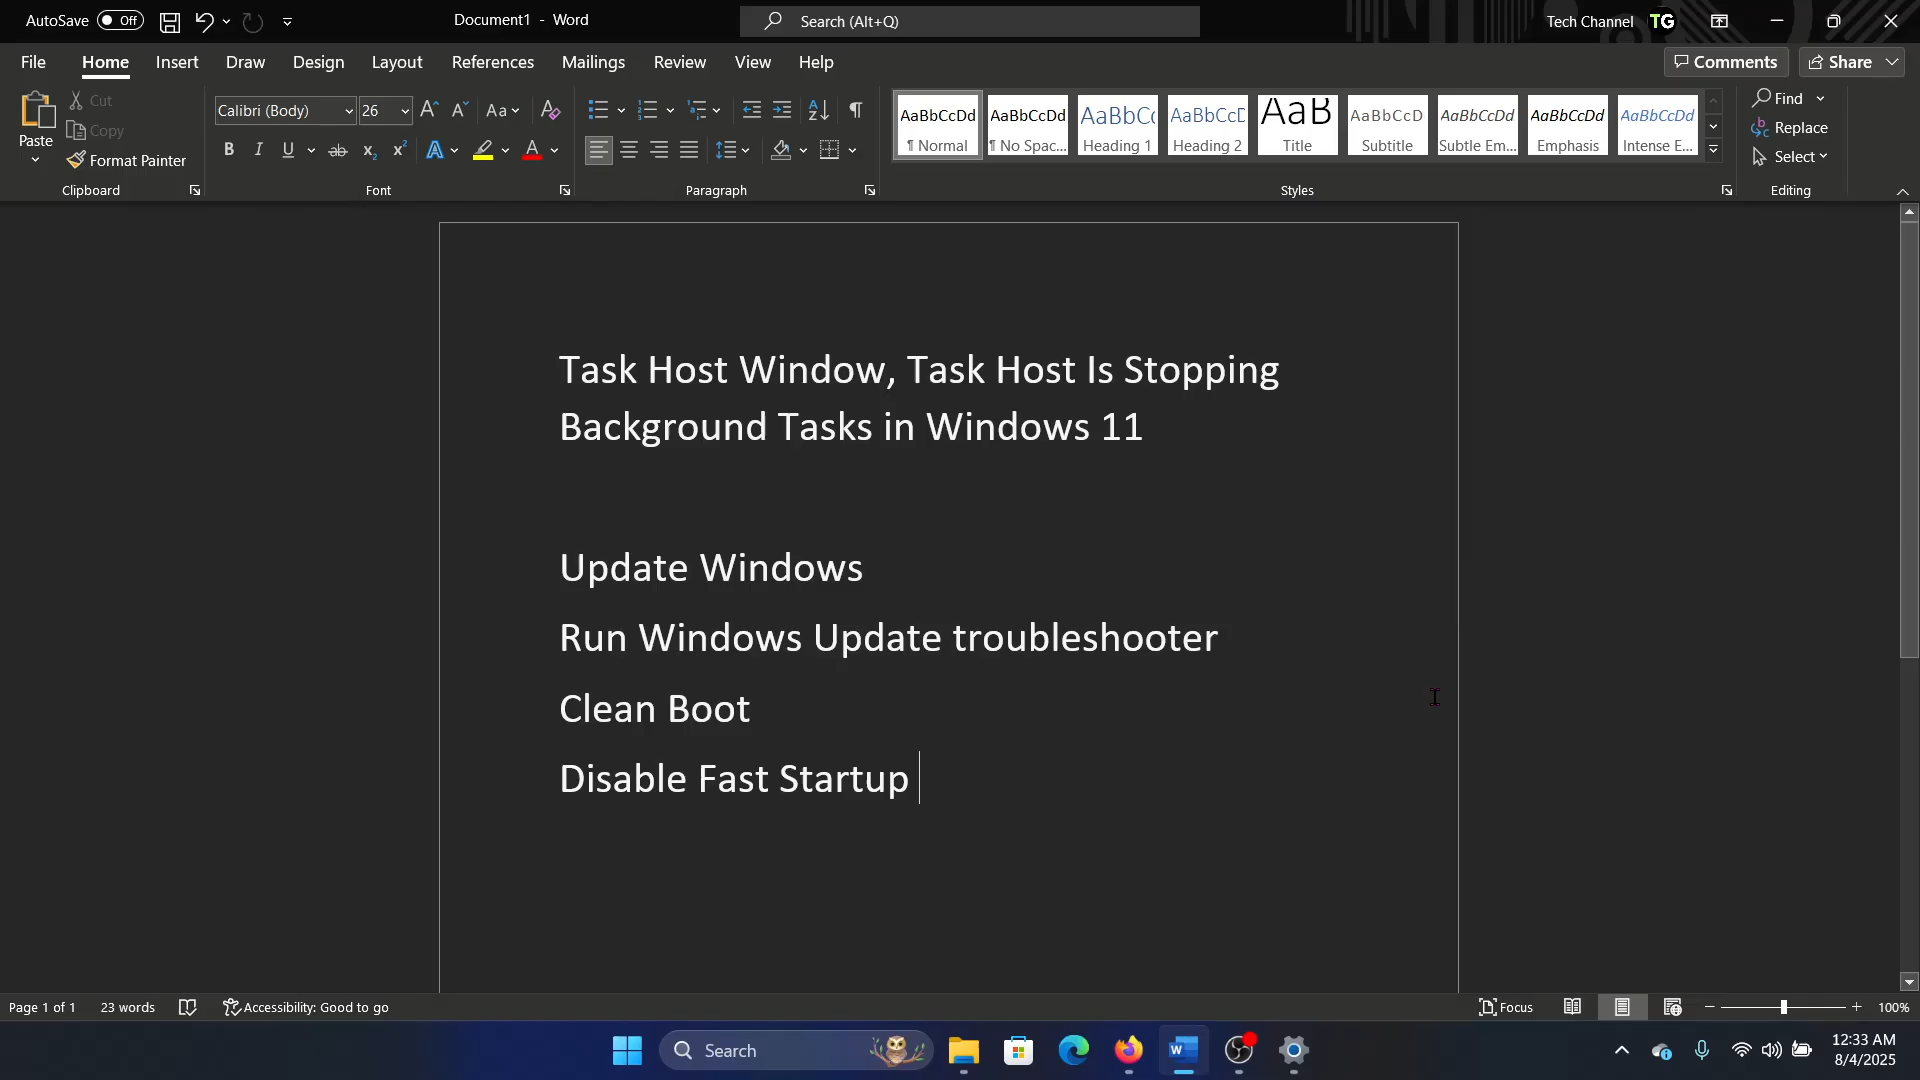 AutoSave Off Document1 - Word Search (Alt+Q) Tech Channel TG
File Home Insert Draw Design Layout References Mailings Review View Help Comments Share
Paste Cut Copy Format Painter
Clipboard
Calibri (Body) 26 Aa
Font
Paragraph
AaBbCcDd AaBbCcDd AaBbCc AaBbCcD AaB AaBbCcD AaBbCcDd AaBbCcDd AaBbCcDd
¶ Normal ¶ No Spac... Heading 1 Heading 2 Title Subtitle Subtle Em... Emphasis Intense E...
Styles
Find
Replace
Select
Editing
Task Host Window, Task Host Is Stopping
Background Tasks in Windows 11
Update Windows
Run Windows Update troubleshooter
Clean Boot
Disable Fast Startup
Page 1 of 1 23 words Accessibility: Good to go Focus 100%
Search
12:33 AM
8/4/2025